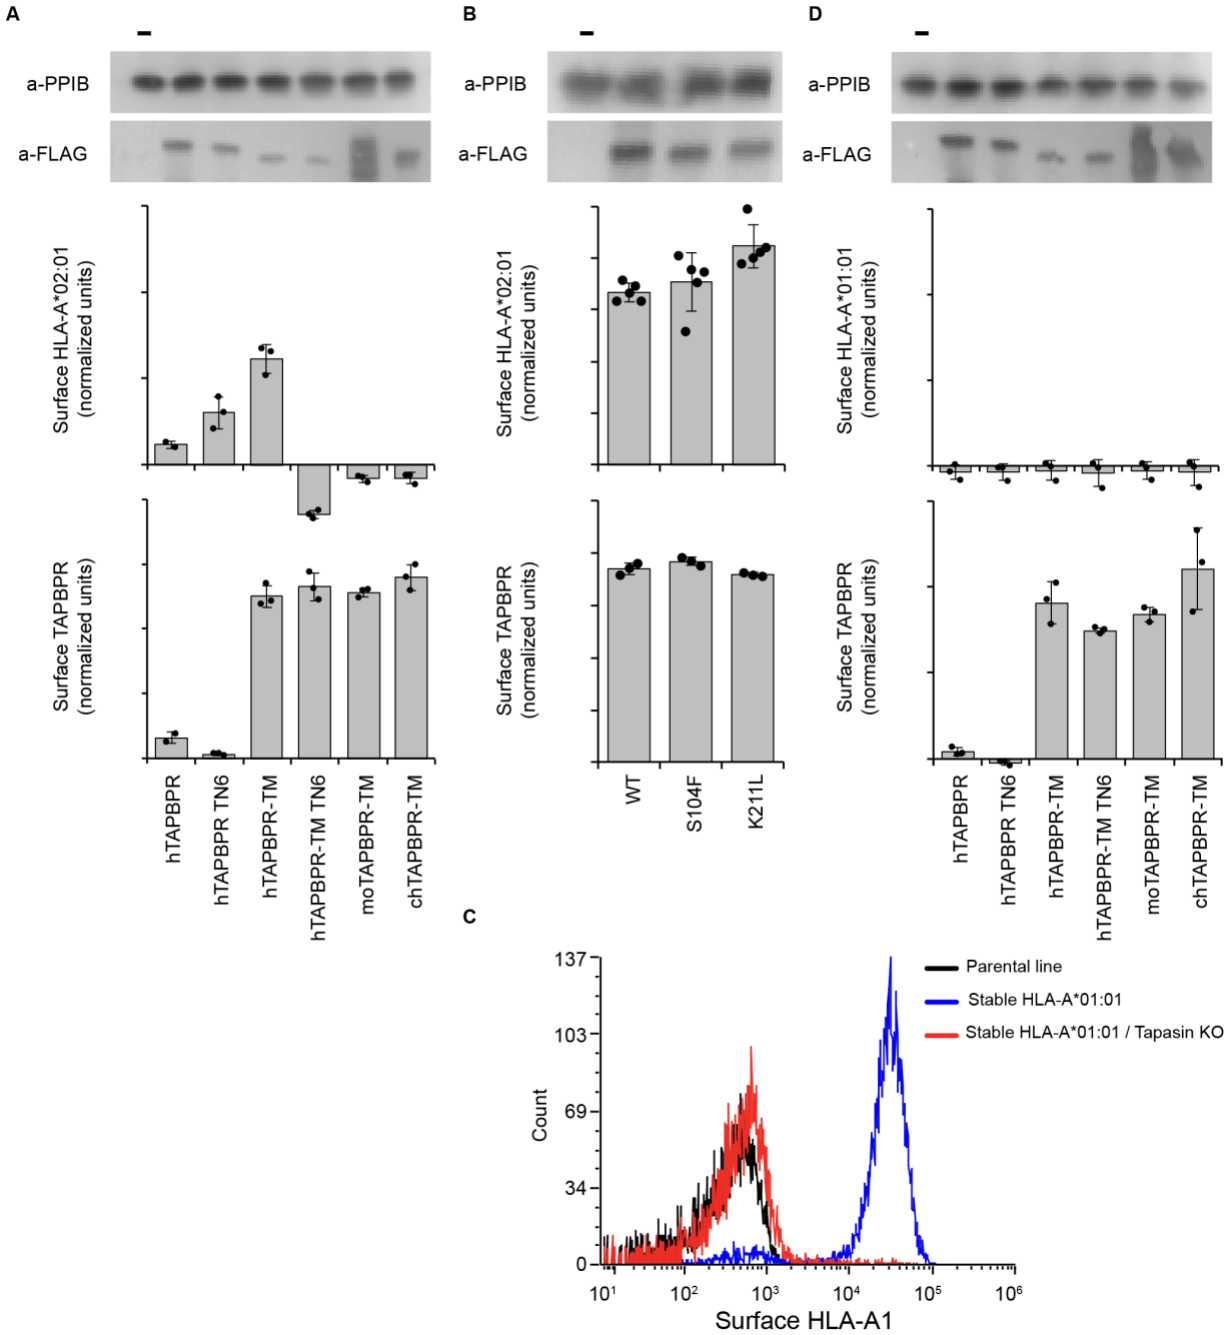 A
B
D
a-PPIB
a-FLAG
a-PPIB
a-FLAG
a-PPIB
a-FLAG
Surface HLA-A*02:01
(normalized units)
Surface HLA-A*02:01
(normalized units)
Surface HLA-A*01:01
(normalized units)
Surface TAPBPR
(normalized units)
Surface TAPBPR
(normalized units)
Surface TAPBPR
(normalized units)
hTAPBPR
hTAPBPR TN6
hTAPBPR-TM
hTAPBPR-TM TN6
moTAPBPR-TM
chTAPBPR-TM
WT
S104F
K211L
hTAPBPR
hTAPBPR TN6
hTAPBPR-TM
hTAPBPR-TM TN6
moTAPBPR-TM
chTAPBPR-TM
C
137
103
69
34
0
Count
Parental line
Stable HLA-A*01:01
Stable HLA-A*01:01 / Tapasin KO
10¹ 10² 10³ 10⁴ 10⁵ 10⁶
Surface HLA-A1